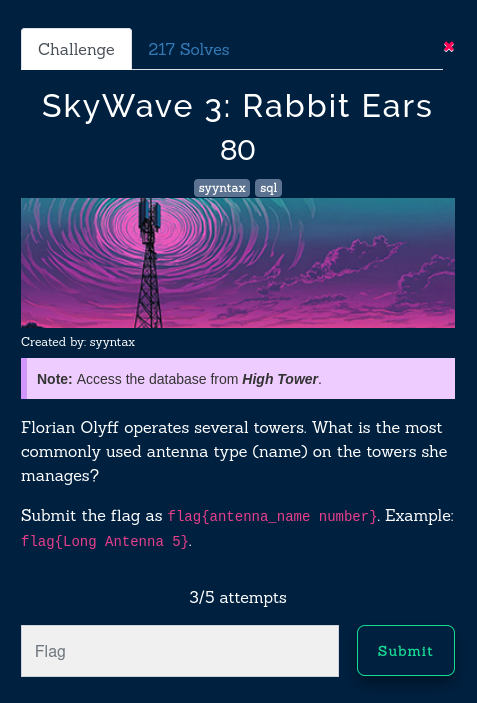 Challenge
217 Solves
✖
SkyWave 3: Rabbit Ears
80
syyntax sql
Created by: syyntax
Note: Access the database from High Tower.
Florian Olyff operates several towers. What is the most
commonly used antenna type (name) on the towers she
manages?
Submit the flag as flag{antenna_name number}. Example:
flag{Long Antenna 5}.
3/5 attempts
Flag
Submit